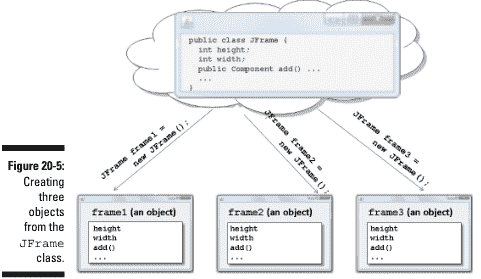 public class JFrame {
int height;
int width;
public Component add() ...
...
}
JFrame frame1 =
new JFrame();
JFrame frame2 =
new JFrame();
JFrame frame3 =
new JFrame();
Figure 20-5:
Creating
three
objects
from the
JFrame
class.
frame1 (an object)
height
width
add()
...
frame2 (an object)
height
width
add()
...
frame3 (an object)
height
width
add()
...